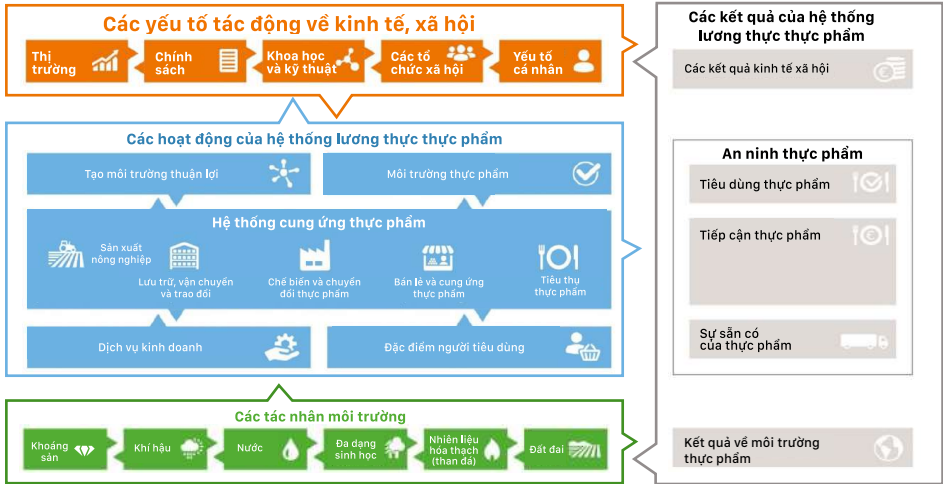 Các yếu tố tác động về kinh tế, xã hội
Thị
trường
Chính
sách
Khoa học
và kỹ thuật
Các tổ
chức xã hội
Yếu tố
cá nhân
Các hoạt động của hệ thống lương thực thực phẩm
Tạo môi trường thuận lợi
Môi trường thực phẩm
Hệ thống cung ứng thực phẩm
Sản xuất
nông nghiệp
Lưu trữ, vận chuyển
và trao đổi
Chế biến và chuyển
đổi thực phẩm
Bán lẻ và cung ứng
thực phẩm
Tiêu thụ
thực phẩm
Dịch vụ kinh doanh
Đặc điểm người tiêu dùng
Các tác nhân môi trường
Khoáng
sản
Khí hậu
Nước
Đa dạng
sinh học
Nhiên liệu
hóa thạch
(than đá)
Đất đai
Các kết quả của hệ thống
lương thực thực phẩm
Các kết quả kinh tế xã hội
An ninh thực phẩm
Tiêu dùng thực phẩm
Tiếp cận thực phẩm
Sự sẵn có
của thực phẩm
Kết quả về môi trường
thực phẩm